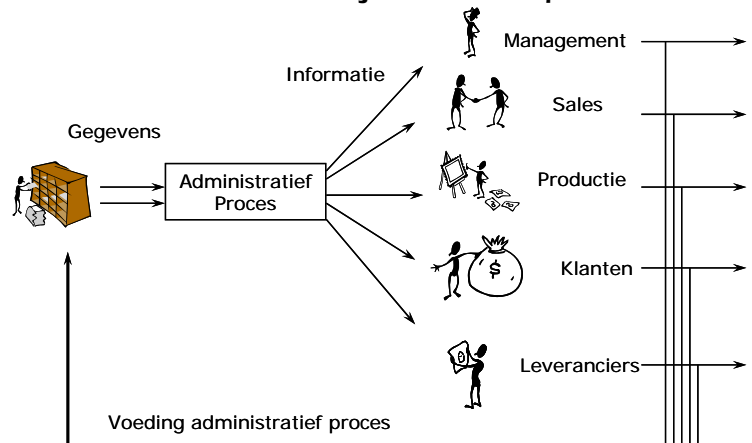 Management
Informatie
Sales
Gegevens
Administratief
Proces
Productie
$
Klanten
Leveranciers
Voeding administratief proces